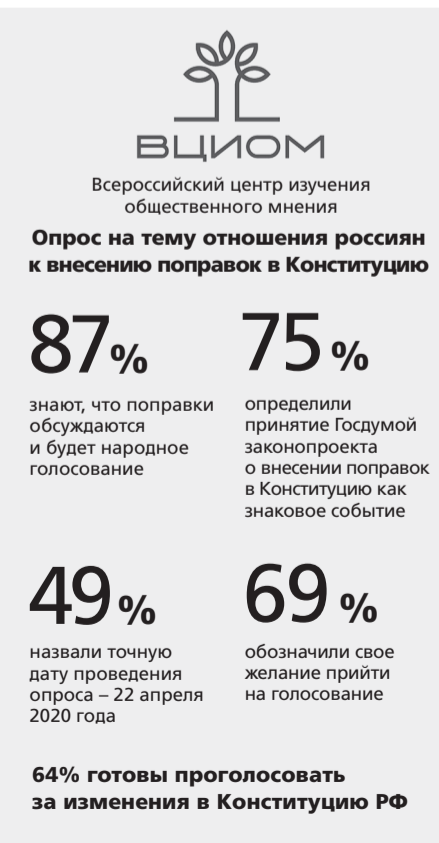 ВЦИОМ
Всероссийский центр изучения
общественного мнения
Опрос на тему отношения россиян
к внесению поправок в Конституцию
87%
знают, что поправки
обсуждаются
и будет народное
голосование
75 %
определили
принятие Госдумой
законопроекта
о внесении поправок
в Конституцию как
знаковое событие
49 %
назвали точную
дату проведения
опроса – 22 апреля
2020 года
69 %
обозначили свое
желание прийти
на голосование
64% готовы проголосовать
за изменения в Конституцию РФ